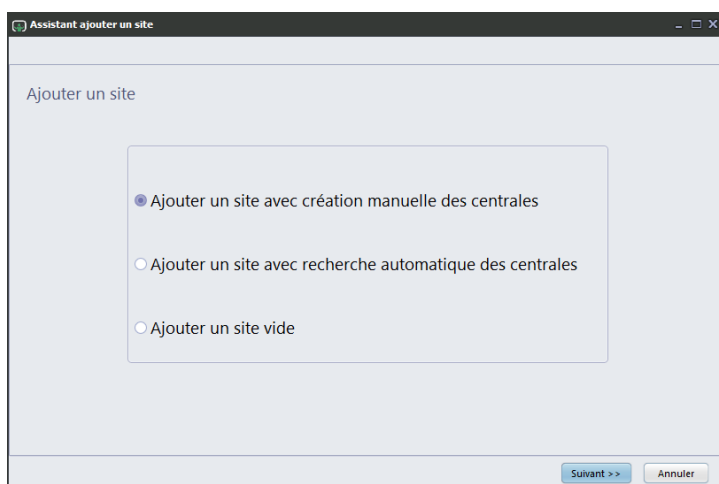 Assistant ajouter un site
Ajouter un site
Ajouter un site avec création manuelle des centrales
Ajouter un site avec recherche automatique des centrales
Ajouter un site vide
Suivant >>
Annuler